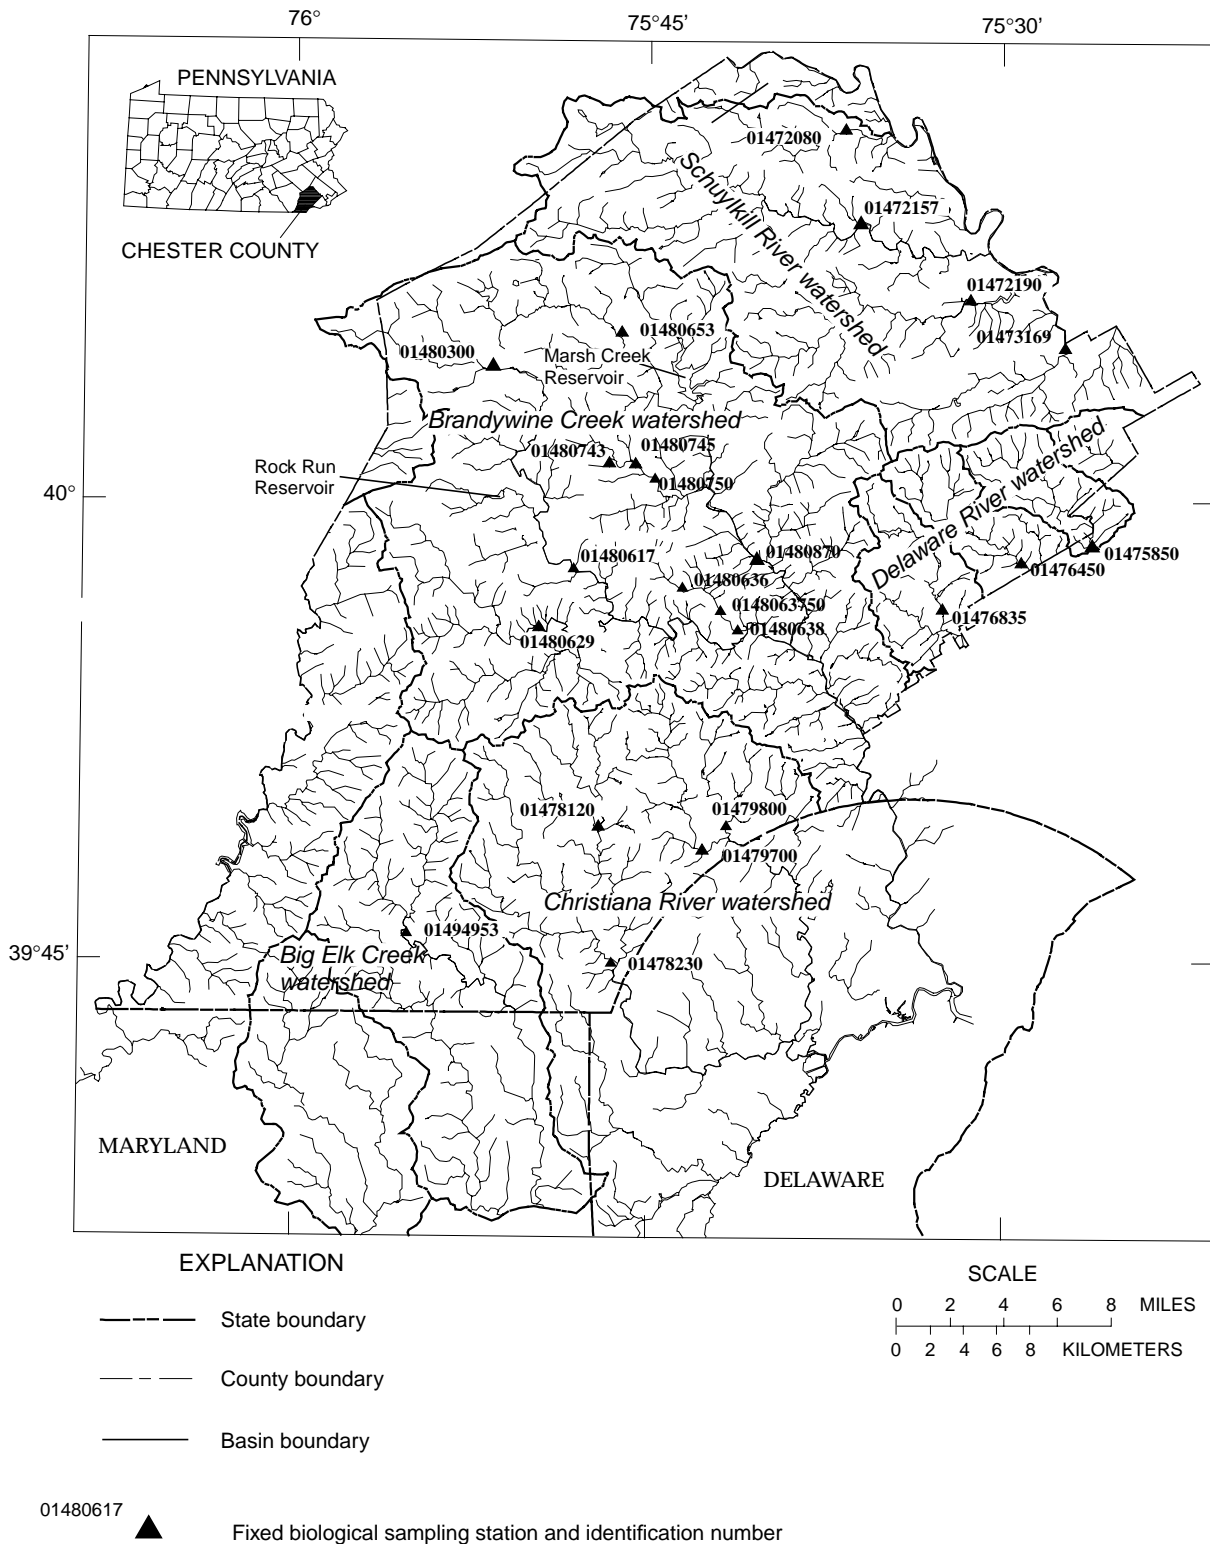 76°
75°45'
75°30'
PENNSYLVANIA
CHESTER COUNTY
01472080
Schuylkill River watershed
01472157
01472190
01473169
01480653
01480300
Marsh Creek
Reservoir
Brandywine Creek watershed
01480745
01480743
01480750
Rock Run
Reservoir
40°
Delaware River watershed
01475850
01476450
01476835
01480617
01480870
01480636
0148063750
01480638
01480629
01478120
01479800
01479700
Christiana River watershed
01494953
Big Elk Creek
watershed
01478230
39°45'
MARYLAND
DELAWARE
EXPLANATION
State boundary
County boundary
Basin boundary
01480617
Fixed biological sampling station and identification number
SCALE
0 2 4 6 8 MILES
0 2 4 6 8 KILOMETERS